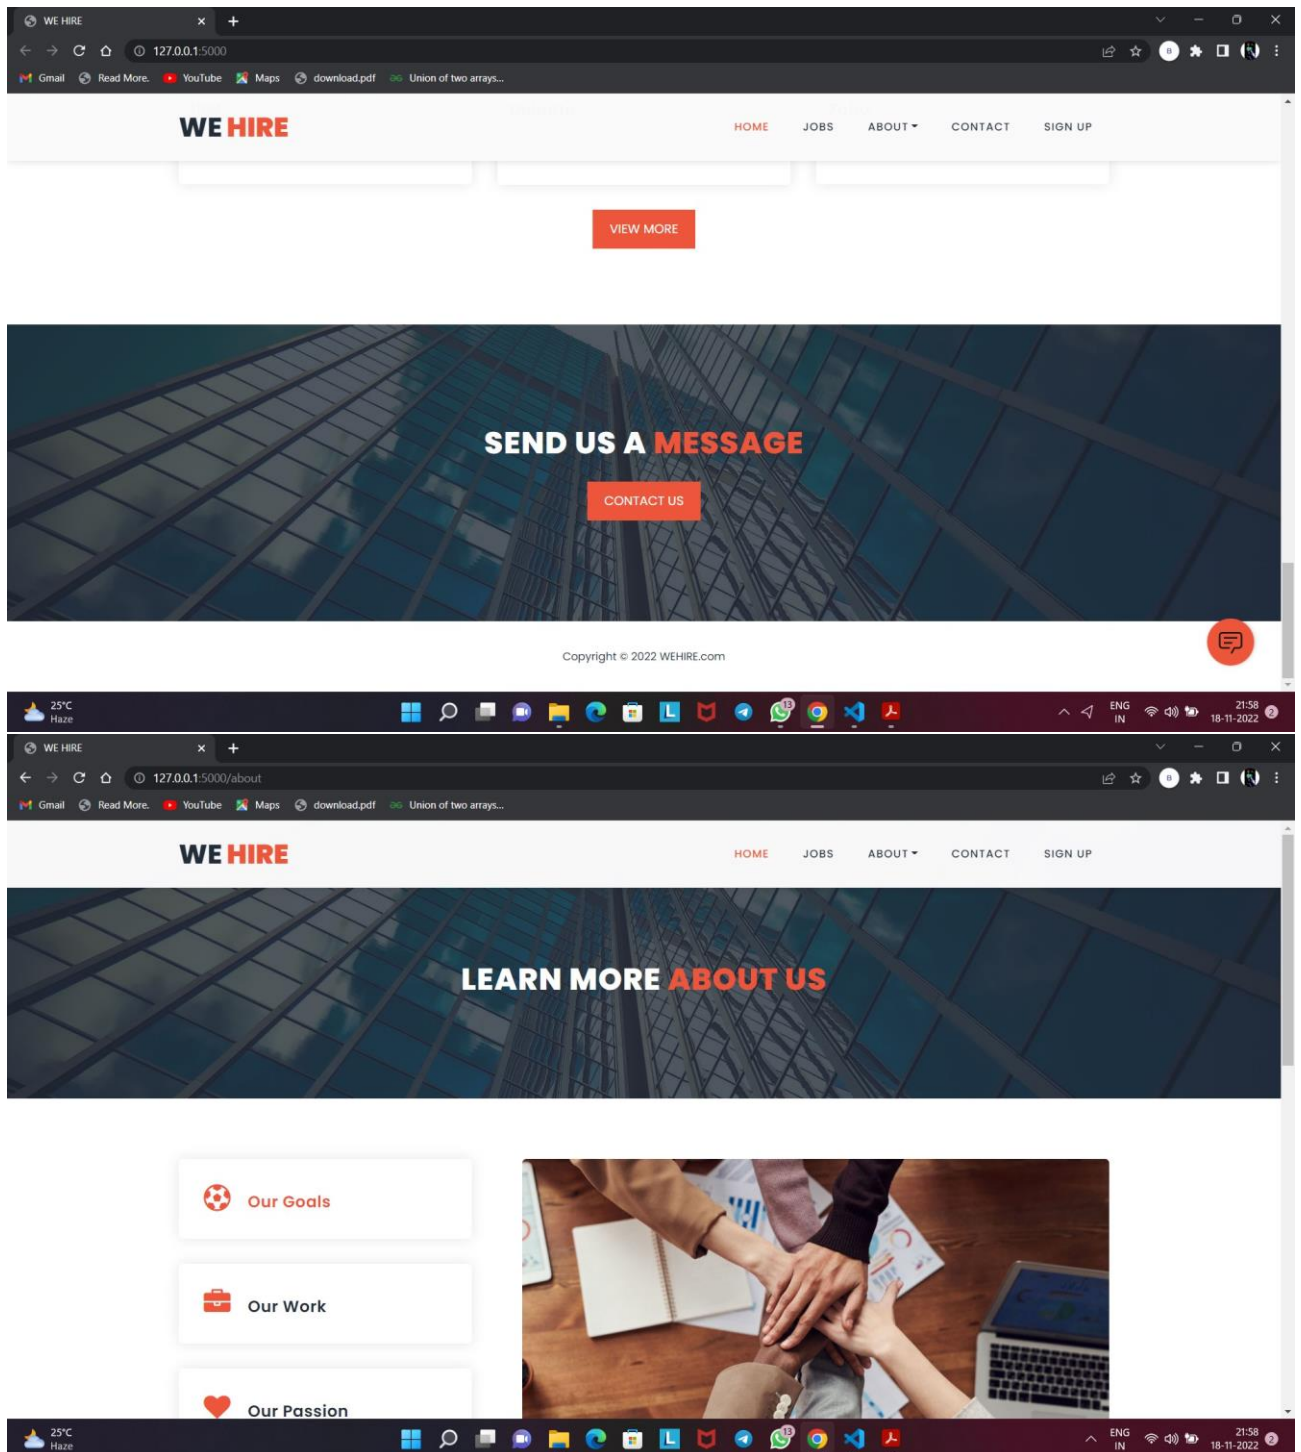 WE HIRE
127.0.0.1:5000
Gmail Read More. YouTube Maps download.pdf Union of two arrays...
WE HIRE HOME JOBS ABOUT CONTACT SIGN UP
VIEW MORE
SEND US A MESSAGE
CONTACT US
Copyright © 2022 WEHIRE.com
25°C
Haze
13
ENG
IN
21:58
18-11-2022
2
WE HIRE
127.0.0.1:5000/about
Gmail Read More. YouTube Maps download.pdf Union of two arrays...
WE HIRE HOME JOBS ABOUT CONTACT SIGN UP
LEARN MORE ABOUT US
Our Goals
Our Work
Our Passion
25°C
Haze
13
ENG
IN
21:58
18-11-2022
2